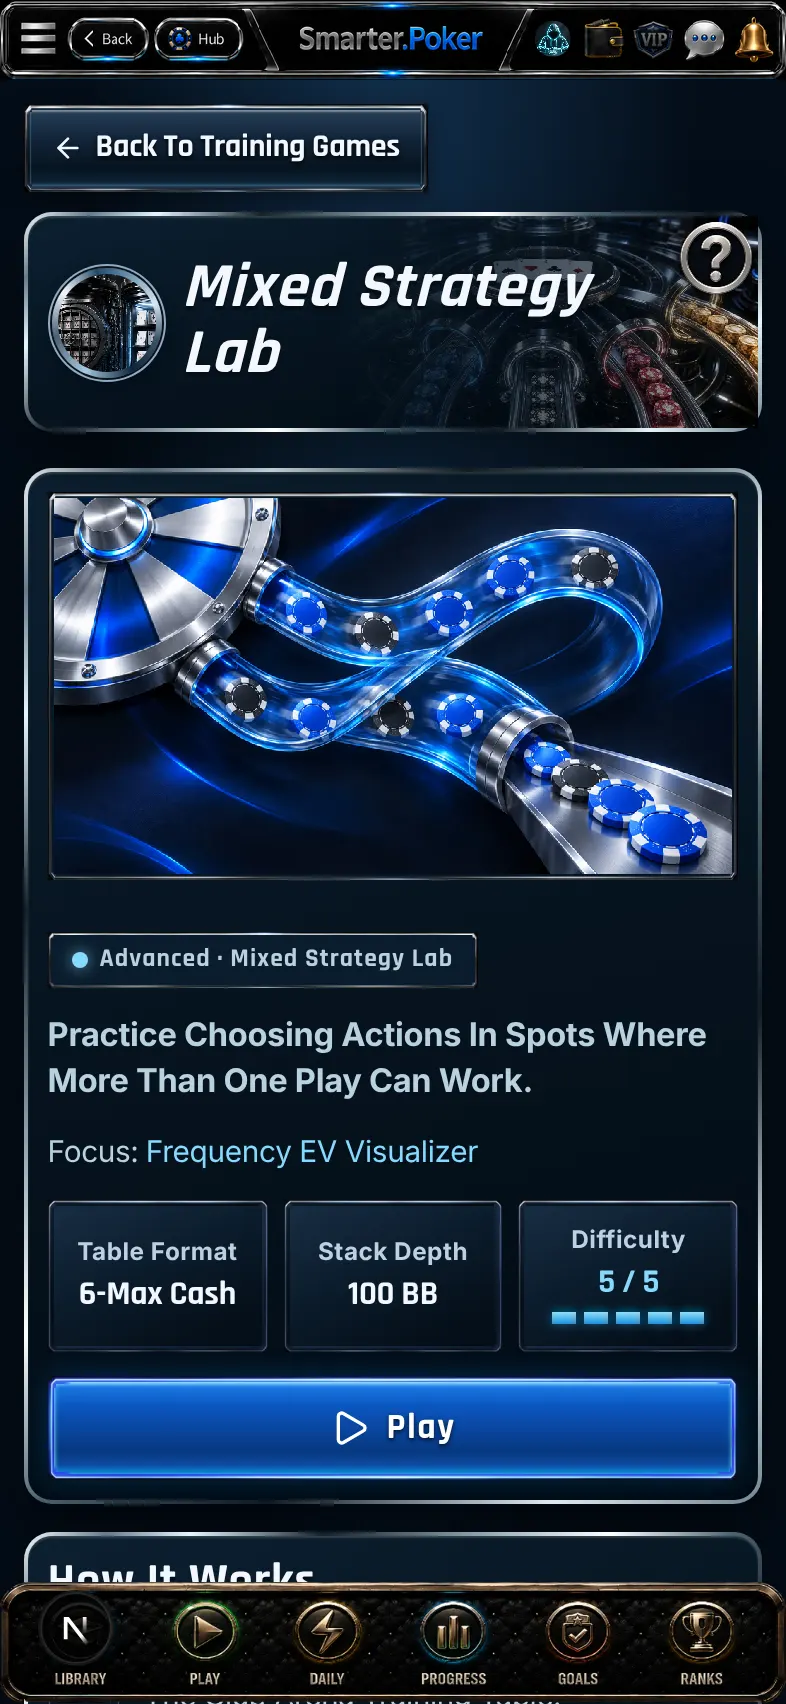 Back
Hub
Smarter.Poker
VIP
Back To Training Games
Mixed Strategy
Lab
?
Advanced · Mixed Strategy Lab
Practice Choosing Actions In Spots Where
More Than One Play Can Work.
Focus: Frequency EV Visualizer
Table Format
6-Max Cash
Stack Depth
100 BB
Difficulty
5 / 5
Play
How It Works
N
LIBRARY
PLAY
DAILY
PROGRESS
GOALS
RANKS